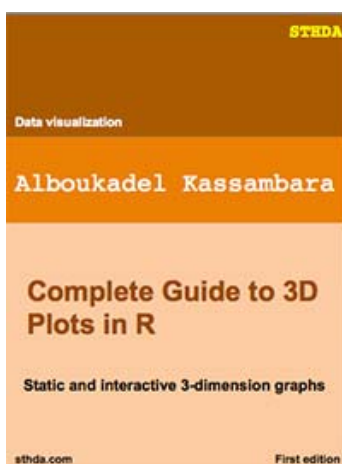 STHDA
Data visualization
Alboukadel Kassambara
Complete Guide to 3D
Plots in R
Static and interactive 3-dimension graphs
sthda.com First edition